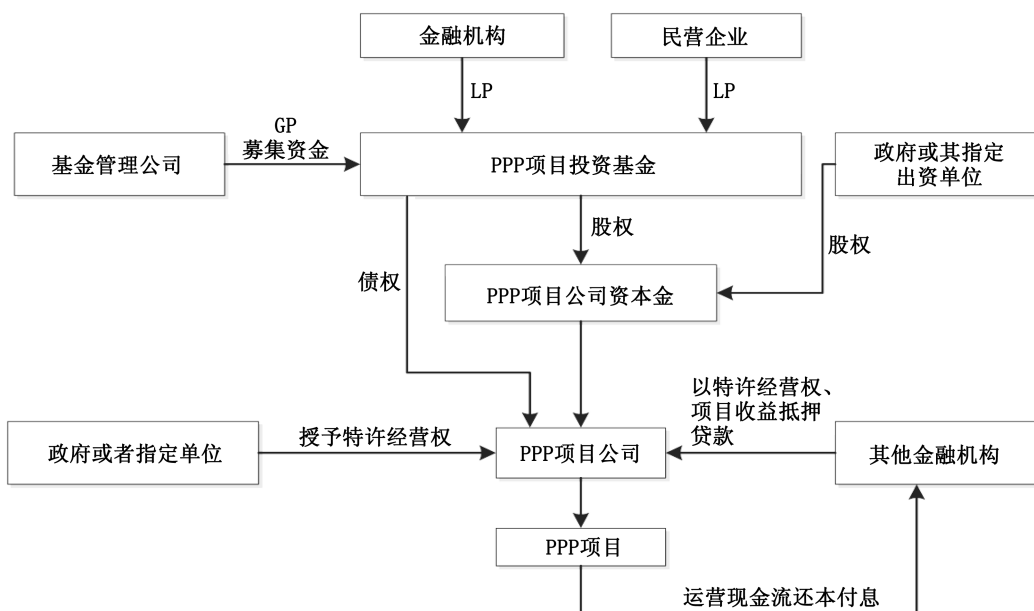 金融机构
民营企业
LP
LP
GP
募集资金
基金管理公司
PPP项目投资基金
政府或其指定
出资单位
股权
股权
债权
PPP项目公司资本金
以特许经营权、
项目收益抵押
贷款
政府或者指定单位
授予特许经营权
PPP项目公司
其他金融机构
PPP项目
运营现金流还本付息